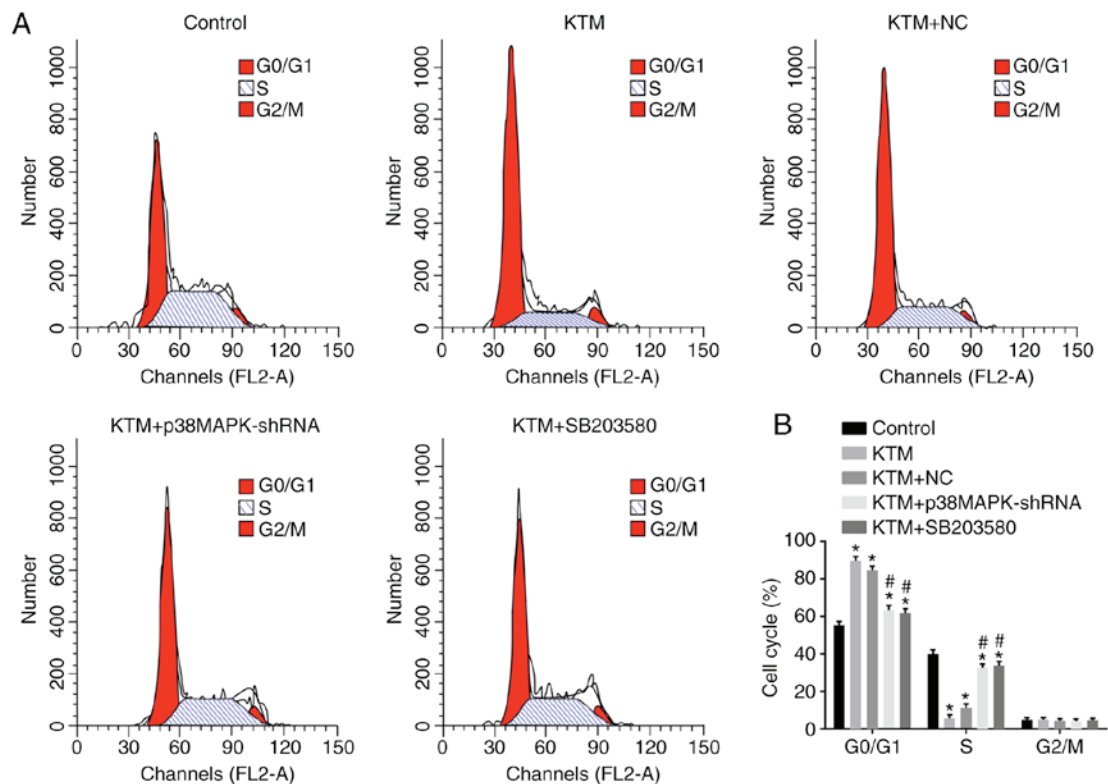 A
Control
1000
800
600
400
200
0
Number
G0/G1
S
G2/M
0 30 60 90 120 150
Channels (FL2-A)
KTM
1000
800
600
400
200
0
Number
G0/G1
S
G2/M
0 30 60 90 120 150
Channels (FL2-A)
KTM+NC
1000
800
600
400
200
0
Number
G0/G1
S
G2/M
0 30 60 90 120 150
Channels (FL2-A)
KTM+p38MAPK-shRNA
1000
800
600
400
200
0
Number
G0/G1
S
G2/M
0 30 60 90 120 150
Channels (FL2-A)
KTM+SB203580
1000
800
600
400
200
0
Number
G0/G1
S
G2/M
0 30 60 90 120 150
Channels (FL2-A)
B
Control
KTM
KTM+NC
KTM+p38MAPK-shRNA
KTM+SB203580
100
80
60
40
20
0
Cell cycle (%)
* * # # # #
* * * *
* *
G0/G1 S G2/M